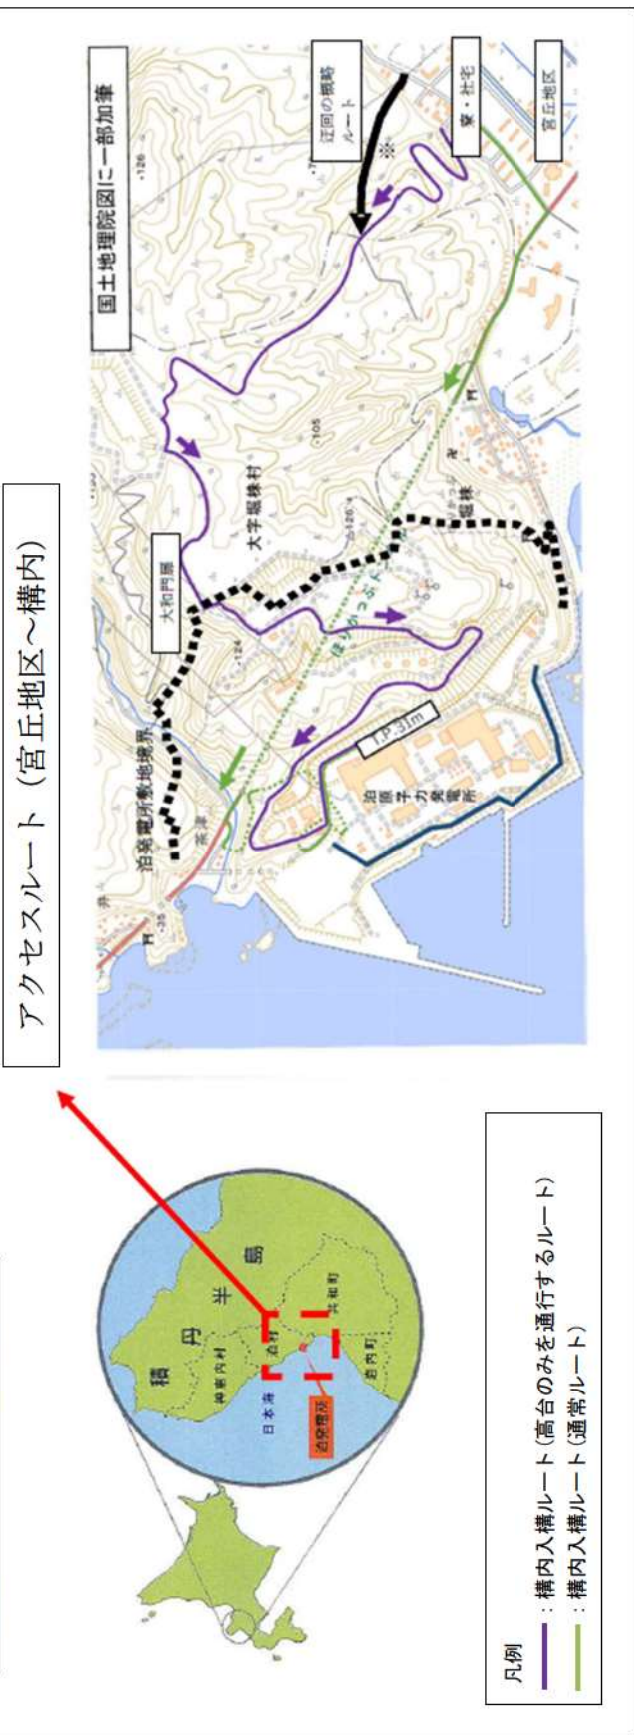 アクセスルート（宮丘地区～構内）
国土地理院図に一部加筆
迂回の概略
ルート
※
寮・社宅
宮丘地区
大和門扉
泊発電所敷地境界
大字堀株村
堀株
茶津
T.P.31m
泊原子力発電所
・126
・105
・124
・35
積丹半島
神恵内村
泊村
共和町
岩内町
日本海
泊発電所
凡例
：構内入構ルート（高台のみを通行するルート）
：構内入構ルート（通常ルート）